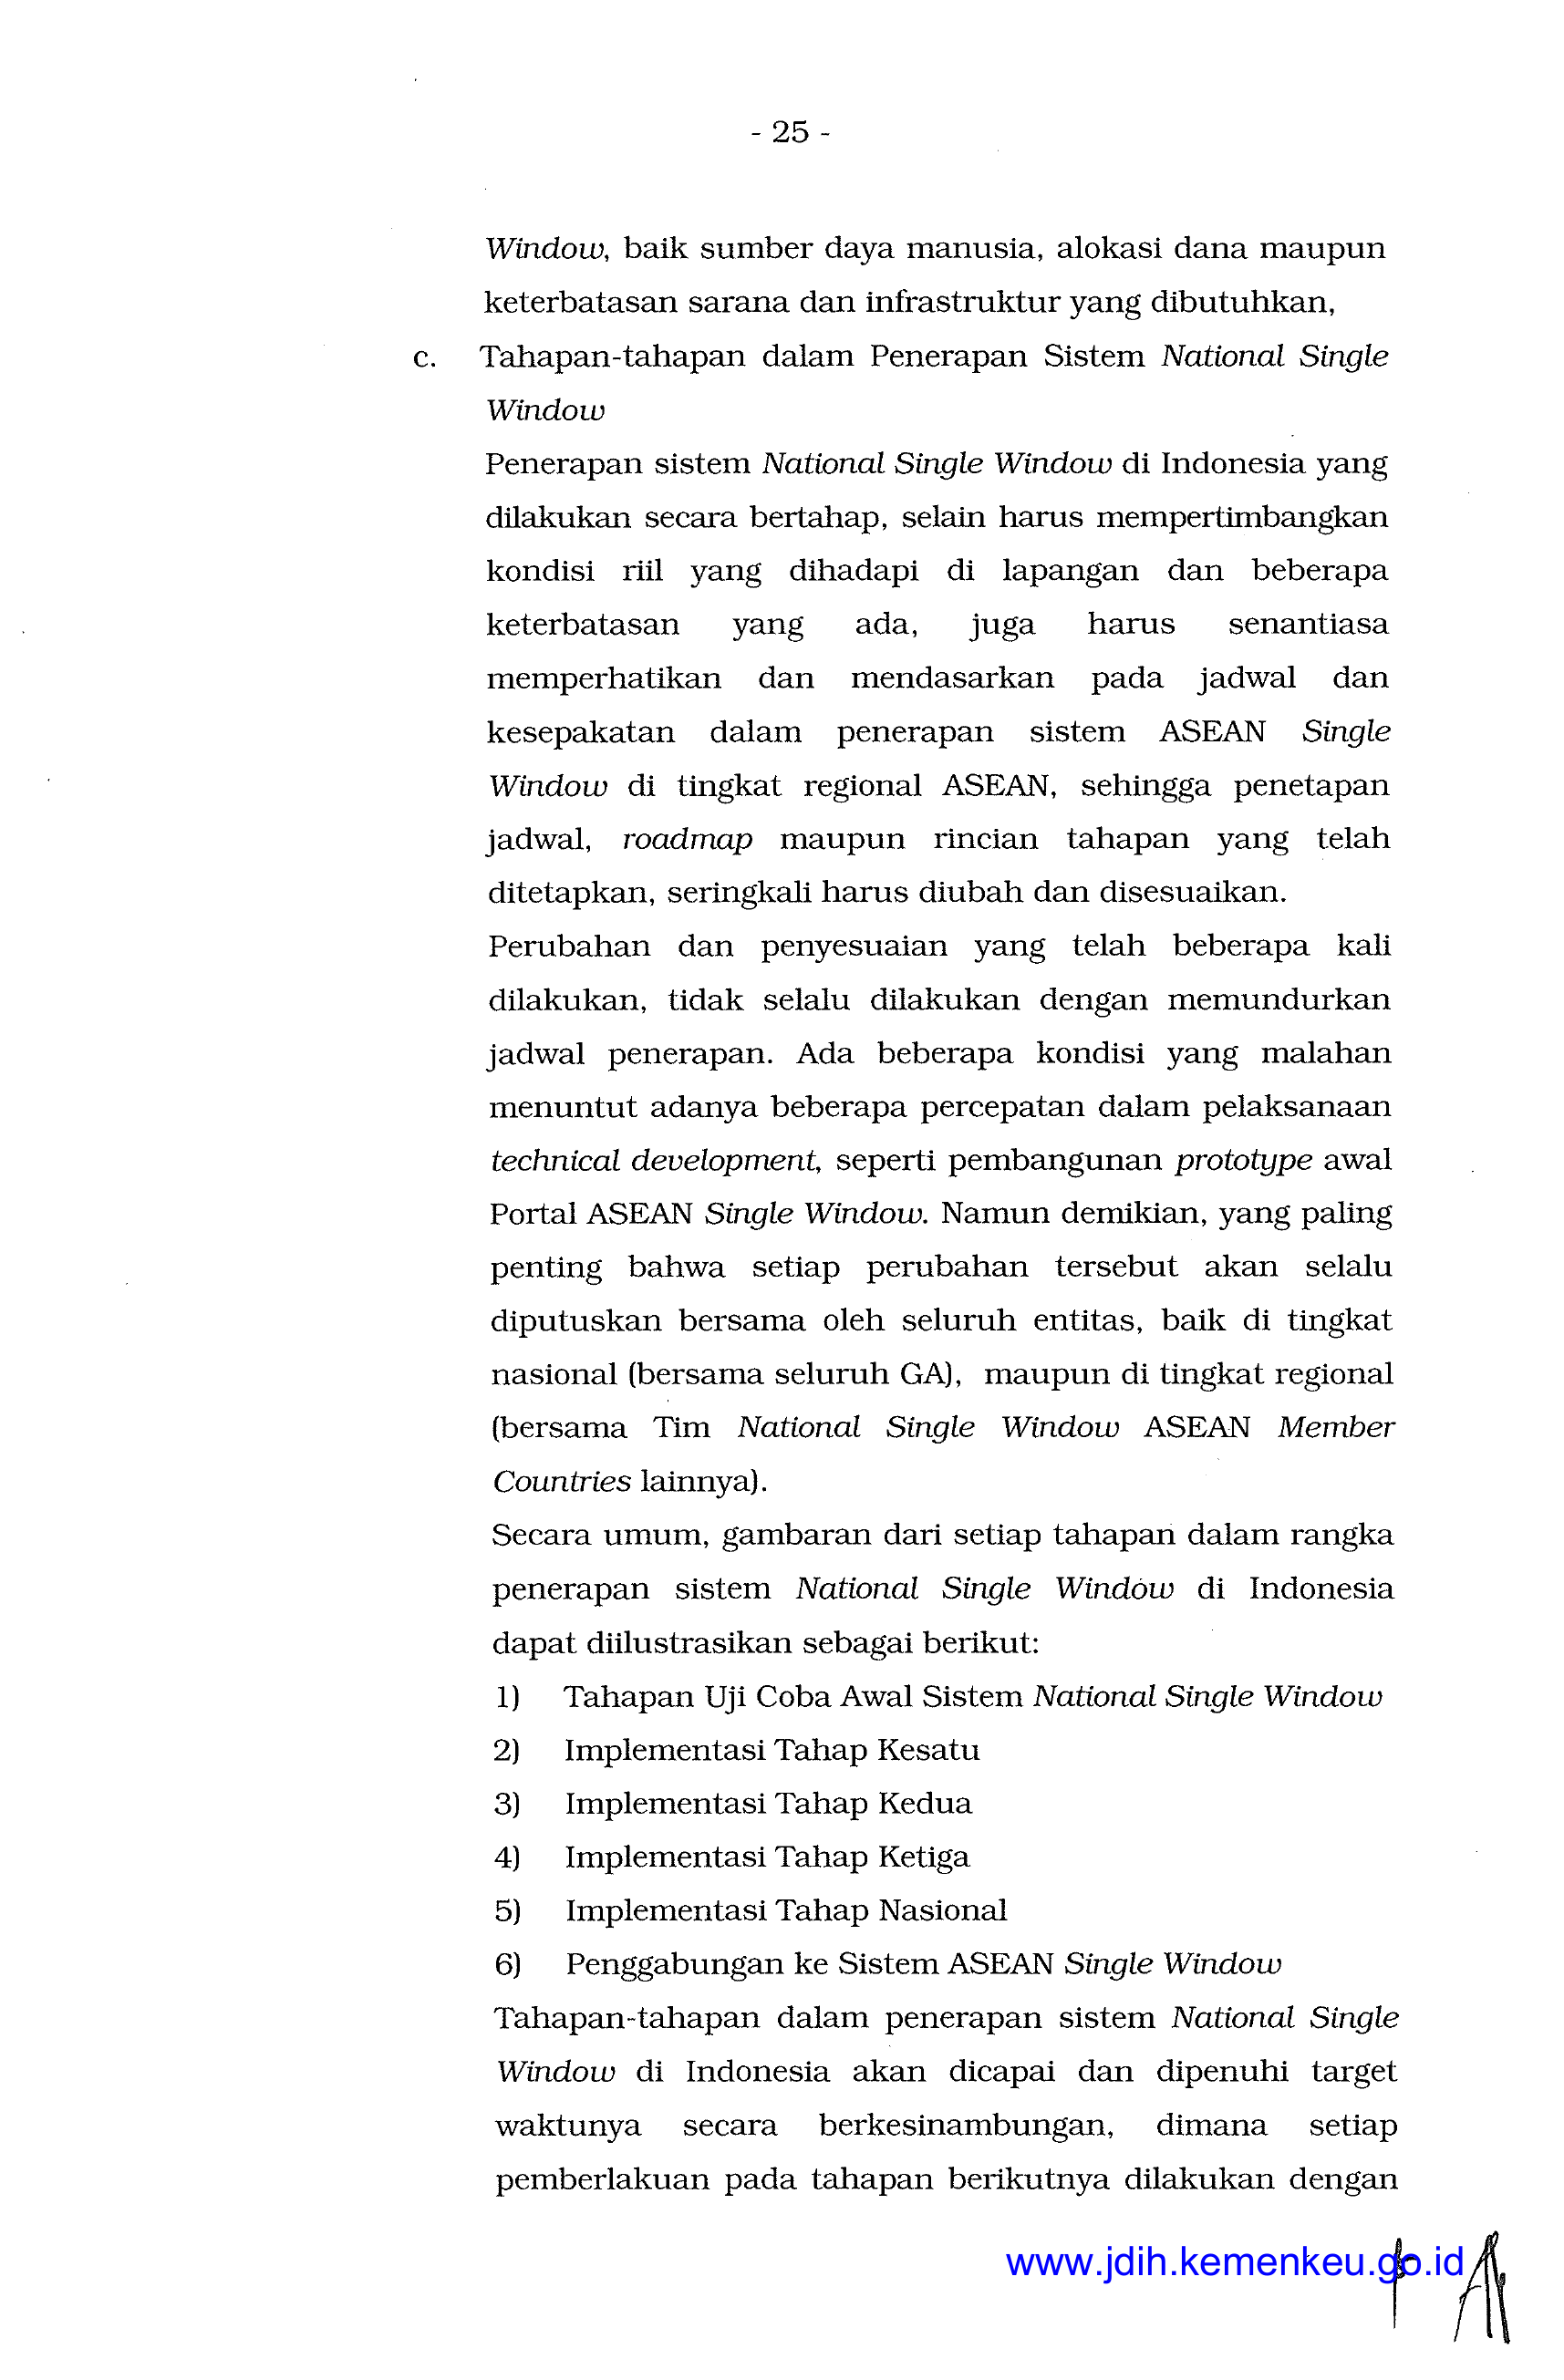 - 25 -
Window, baik sumber daya manusia, alokasi dana maupun
keterbatasan sarana dan infrastruktur yang dibutuhkan,
c. Tahapan-tahapan dalam Penerapan Sistem National Single
Window
Penerapan sistem National Single Window di Indonesia yang
dilakukan secara bertahap, selain harus mempertimbangkan
kondisi riil yang dihadapi di lapangan dan beberapa
keterbatasan yang ada, juga harus senantiasa
memperhatikan dan mendasarkan pada jadwal dan
kesepakatan dalam penerapan sistem ASEAN Single
Window di tingkat regional ASEAN, sehingga penetapan
jadwal, roadmap maupun rincian tahapan yang telah
ditetapkan, seringkali harus diubah dan disesuaikan.
Perubahan dan penyesuaian yang telah beberapa kali
dilakukan, tidak selalu dilakukan dengan memundurkan
jadwal penerapan. Ada beberapa kondisi yang malahan
menuntut adanya beberapa percepatan dalam pelaksanaan
technical development, seperti pembangunan prototype awal
Portal ASEAN Single Window. Namun demikian, yang paling
penting bahwa setiap perubahan tersebut akan selalu
diputuskan bersama oleh seluruh entitas, baik di tingkat
nasional (bersama seluruh GA), maupun di tingkat regional
(bersama Tim National Single Window ASEAN Member
Countries lainnya).
Secara umum, gambaran dari setiap tahapan dalam rangka
penerapan sistem National Single Window di Indonesia
dapat diilustrasikan sebagai berikut:
1) Tahapan Uji Coba Awal Sistem National Single Window
2) Implementasi Tahap Kesatu
3) Implementasi Tahap Kedua
4) Implementasi Tahap Ketiga
5) Implementasi Tahap Nasional
6) Penggabungan ke Sistem ASEAN Single Window
Tahapan-tahapan dalam penerapan sistem National Single
Window di Indonesia akan dicapai dan dipenuhi target
waktunya secara berkesinambungan, dimana setiap
pemberlakuan pada tahapan berikutnya dilakukan dengan
www.jdih.kemenkeu.go.id